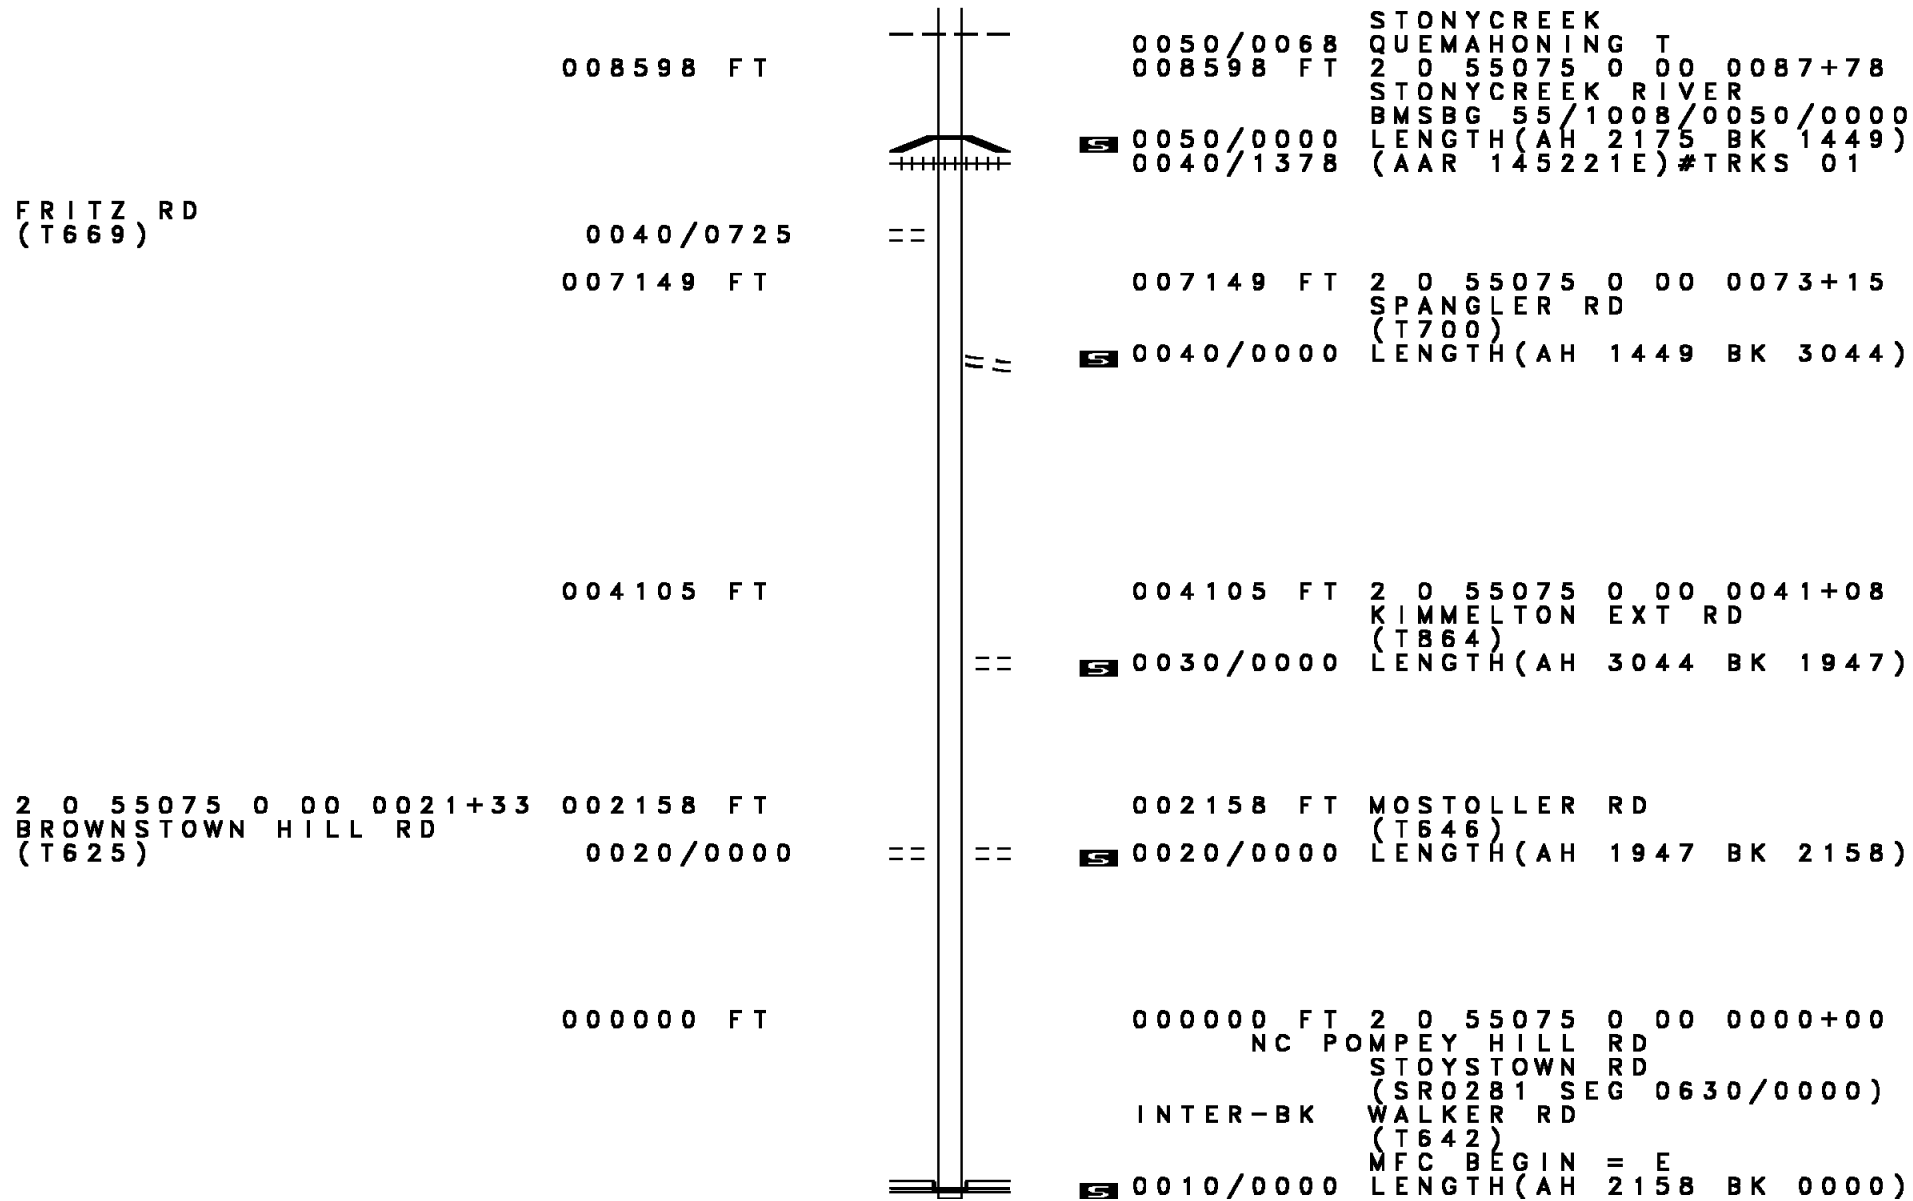 STONYCREEK
0050/0068 QUEMAHONING T
008598 FT 008598 FT 2 0 55075 0 00 0087+78
STONYCREEK RIVER
BMSBG 55/1008/0050/0000
S 0050/0000 LENGTH(AH 2175 BK 1449)
0040/1378 (AAR 145221E)#TRKS 01
FRITZ RD
(T669) 0040/0725
007149 FT 007149 FT 2 0 55075 0 00 0073+15
SPANGLER RD
(T700)
S 0040/0000 LENGTH(AH 1449 BK 3044)
004105 FT 004105 FT 2 0 55075 0 00 0041+08
KIMMELTON EXT RD
(T864)
S 0030/0000 LENGTH(AH 3044 BK 1947)
2 0 55075 0 00 0021+33 002158 FT 002158 FT MOSTOLLER RD
BROWNSTOWN HILL RD (T646)
(T625) 0020/0000 S 0020/0000 LENGTH(AH 1947 BK 2158)
000000 FT 000000 FT 2 0 55075 0 00 0000+00
NC POMPEY HILL RD
STOYSTOWN RD
(SR0281 SEG 0630/0000)
INTER-BK WALKER RD
(T642)
MFC BEGIN = E
S 0010/0000 LENGTH(AH 2158 BK 0000)